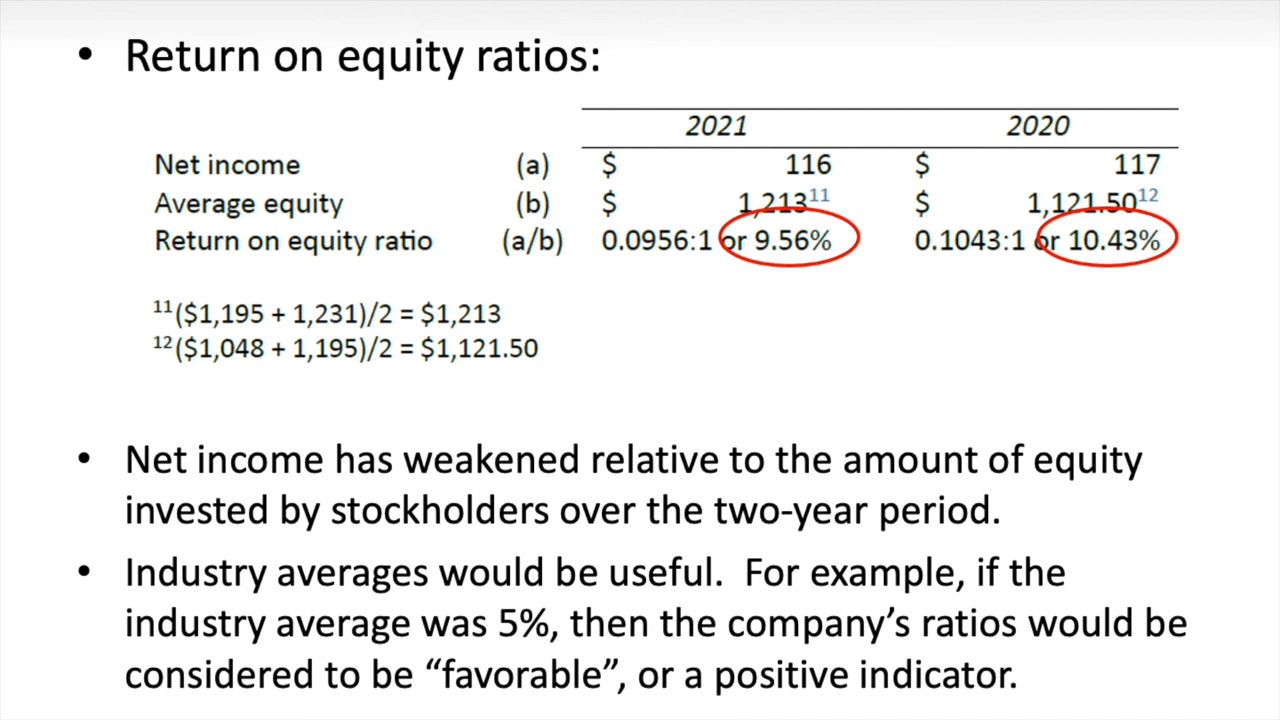 • Return on equity ratios:
2021 2020
Net income (a) $ 116 $ 117
Average equity (b) $ 1,213¹¹ $ 1,121.50¹²
Return on equity ratio (a/b) 0.0956:1 or 9.56% 0.1043:1 or 10.43%
¹¹($1,195 + 1,231)/2 = $1,213
¹²($1,048 + 1,195)/2 = $1,121.50
• Net income has weakened relative to the amount of equity
invested by stockholders over the two-year period.
• Industry averages would be useful. For example, if the
industry average was 5%, then the company’s ratios would be
considered to be “favorable”, or a positive indicator.